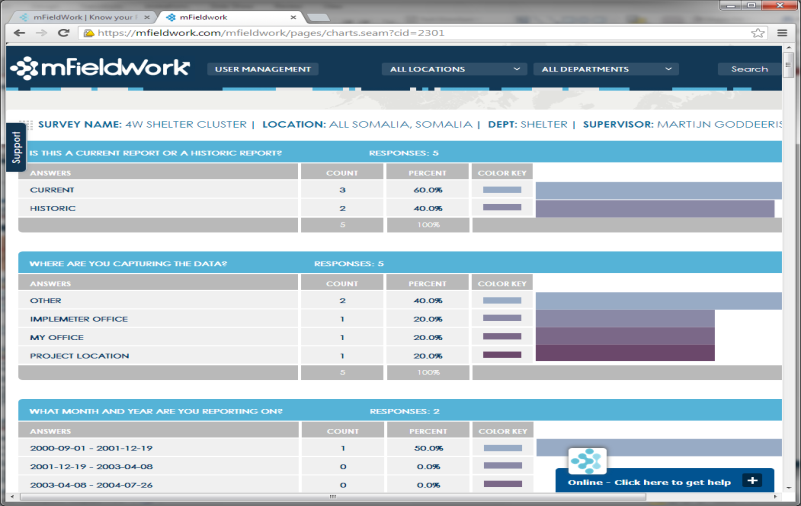 mFieldWork | Know your
mFieldwork
https://mfieldwork.com/mfieldwork/pages/charts.seam?cid=2301
mFieldWork
USER MANAGEMENT
ALL LOCATIONS
ALL DEPARTMENTS
Search
SURVEY NAME: 4W SHELTER CLUSTER | LOCATION: ALL SOMALIA, SOMALIA | DEPT: SHELTER | SUPERVISOR: MARTIJN GODDEERIS
Support
IS THIS A CURRENT REPORT OR A HISTORIC REPORT? RESPONSES: 5
ANSWERS COUNT PERCENT COLOR KEY
CURRENT 3 60.0%
HISTORIC 2 40.0%
5 100%
WHERE ARE YOU CAPTURING THE DATA? RESPONSES: 5
ANSWERS COUNT PERCENT COLOR KEY
OTHER 2 40.0%
IMPLEMETER OFFICE 1 20.0%
MY OFFICE 1 20.0%
PROJECT LOCATION 1 20.0%
5 100%
WHAT MONTH AND YEAR ARE YOU REPORTING ON? RESPONSES: 2
ANSWERS COUNT PERCENT COLOR KEY
2000-09-01 - 2001-12-19 1 50.0%
2001-12-19 - 2003-04-08 0 0.0%
2003-04-08 - 2004-07-26 0 0.0%
Online - Click here to get help